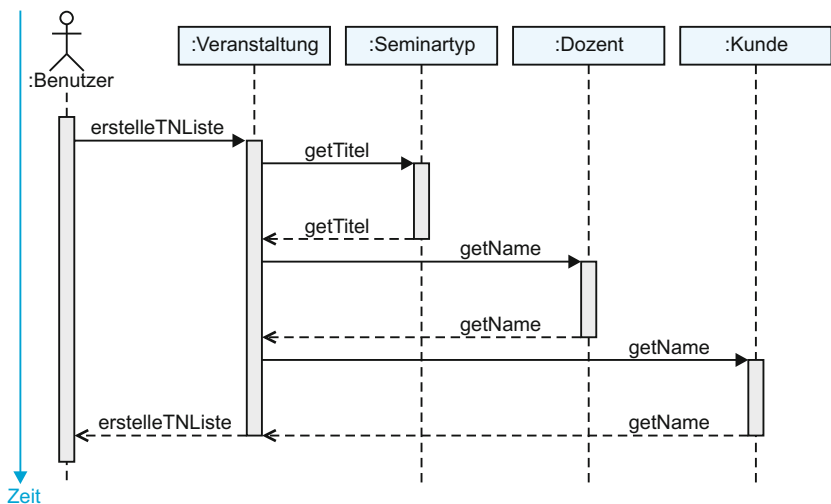 :Benutzer
:Veranstaltung
:Seminartyp
:Dozent
:Kunde
erstelleTNListe
getTitel
getTitel
getName
getName
getName
erstelleTNListe
getName
Zeit